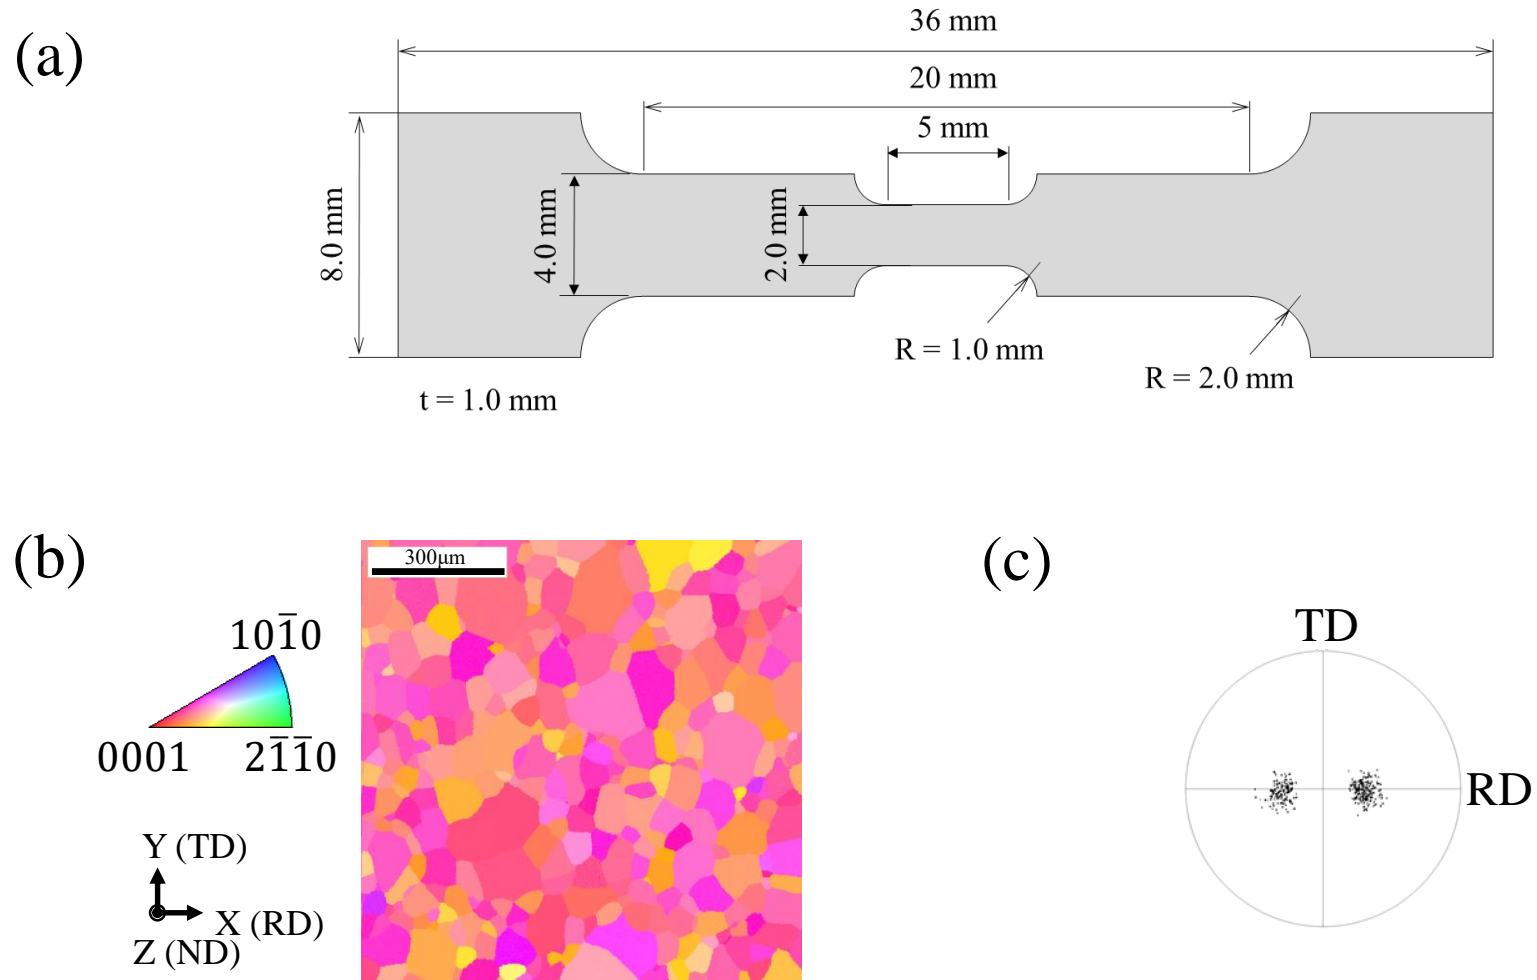 (a)
36 mm
20 mm
5 mm
8.0 mm
4.0 mm
2.0 mm
R = 1.0 mm
R = 2.0 mm
t = 1.0 mm
(b)
300μm
101̅0
0001
21̅1̅0
Y (TD)
X (RD)
Z (ND)
(c)
TD
RD